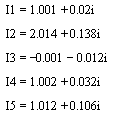 I1 = 1.001 +0.02i
I2 = 2.014 +0.138i
I3 = −0.001 − 0.012i
I4 = 1.002 +0.032i
I5 = 1.012 +0.106i